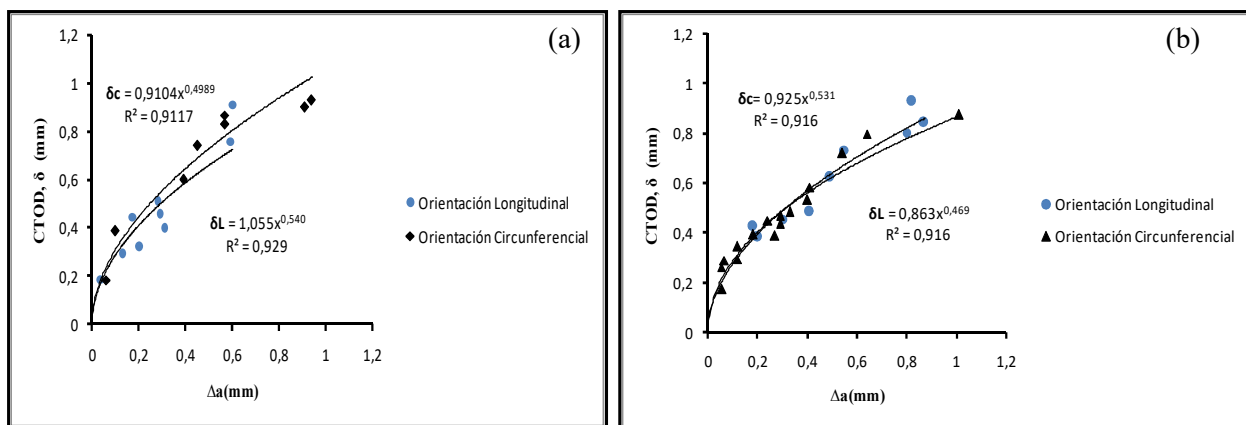 (a)
1,2
1
0,8
0,6
0,4
0,2
0
CTOD, δ (mm)
δc = 0,9104x^0,4989
R² = 0,9117
δL = 1,055x^0,540
R² = 0,929
Orientación Longitudinal
Orientación Circunferencial
0 0,2 0,4 0,6 0,8 1 1,2
Δa(mm)
(b)
1,2
1
0,8
0,6
0,4
0,2
0
CTOD, δ (mm)
δc= 0,925x^0,531
R² = 0,916
δL = 0,863x^0,469
R² = 0,916
Orientación Longitudinal
Orientación Circunferencial
0 0,2 0,4 0,6 0,8 1 1,2
Δa(mm)